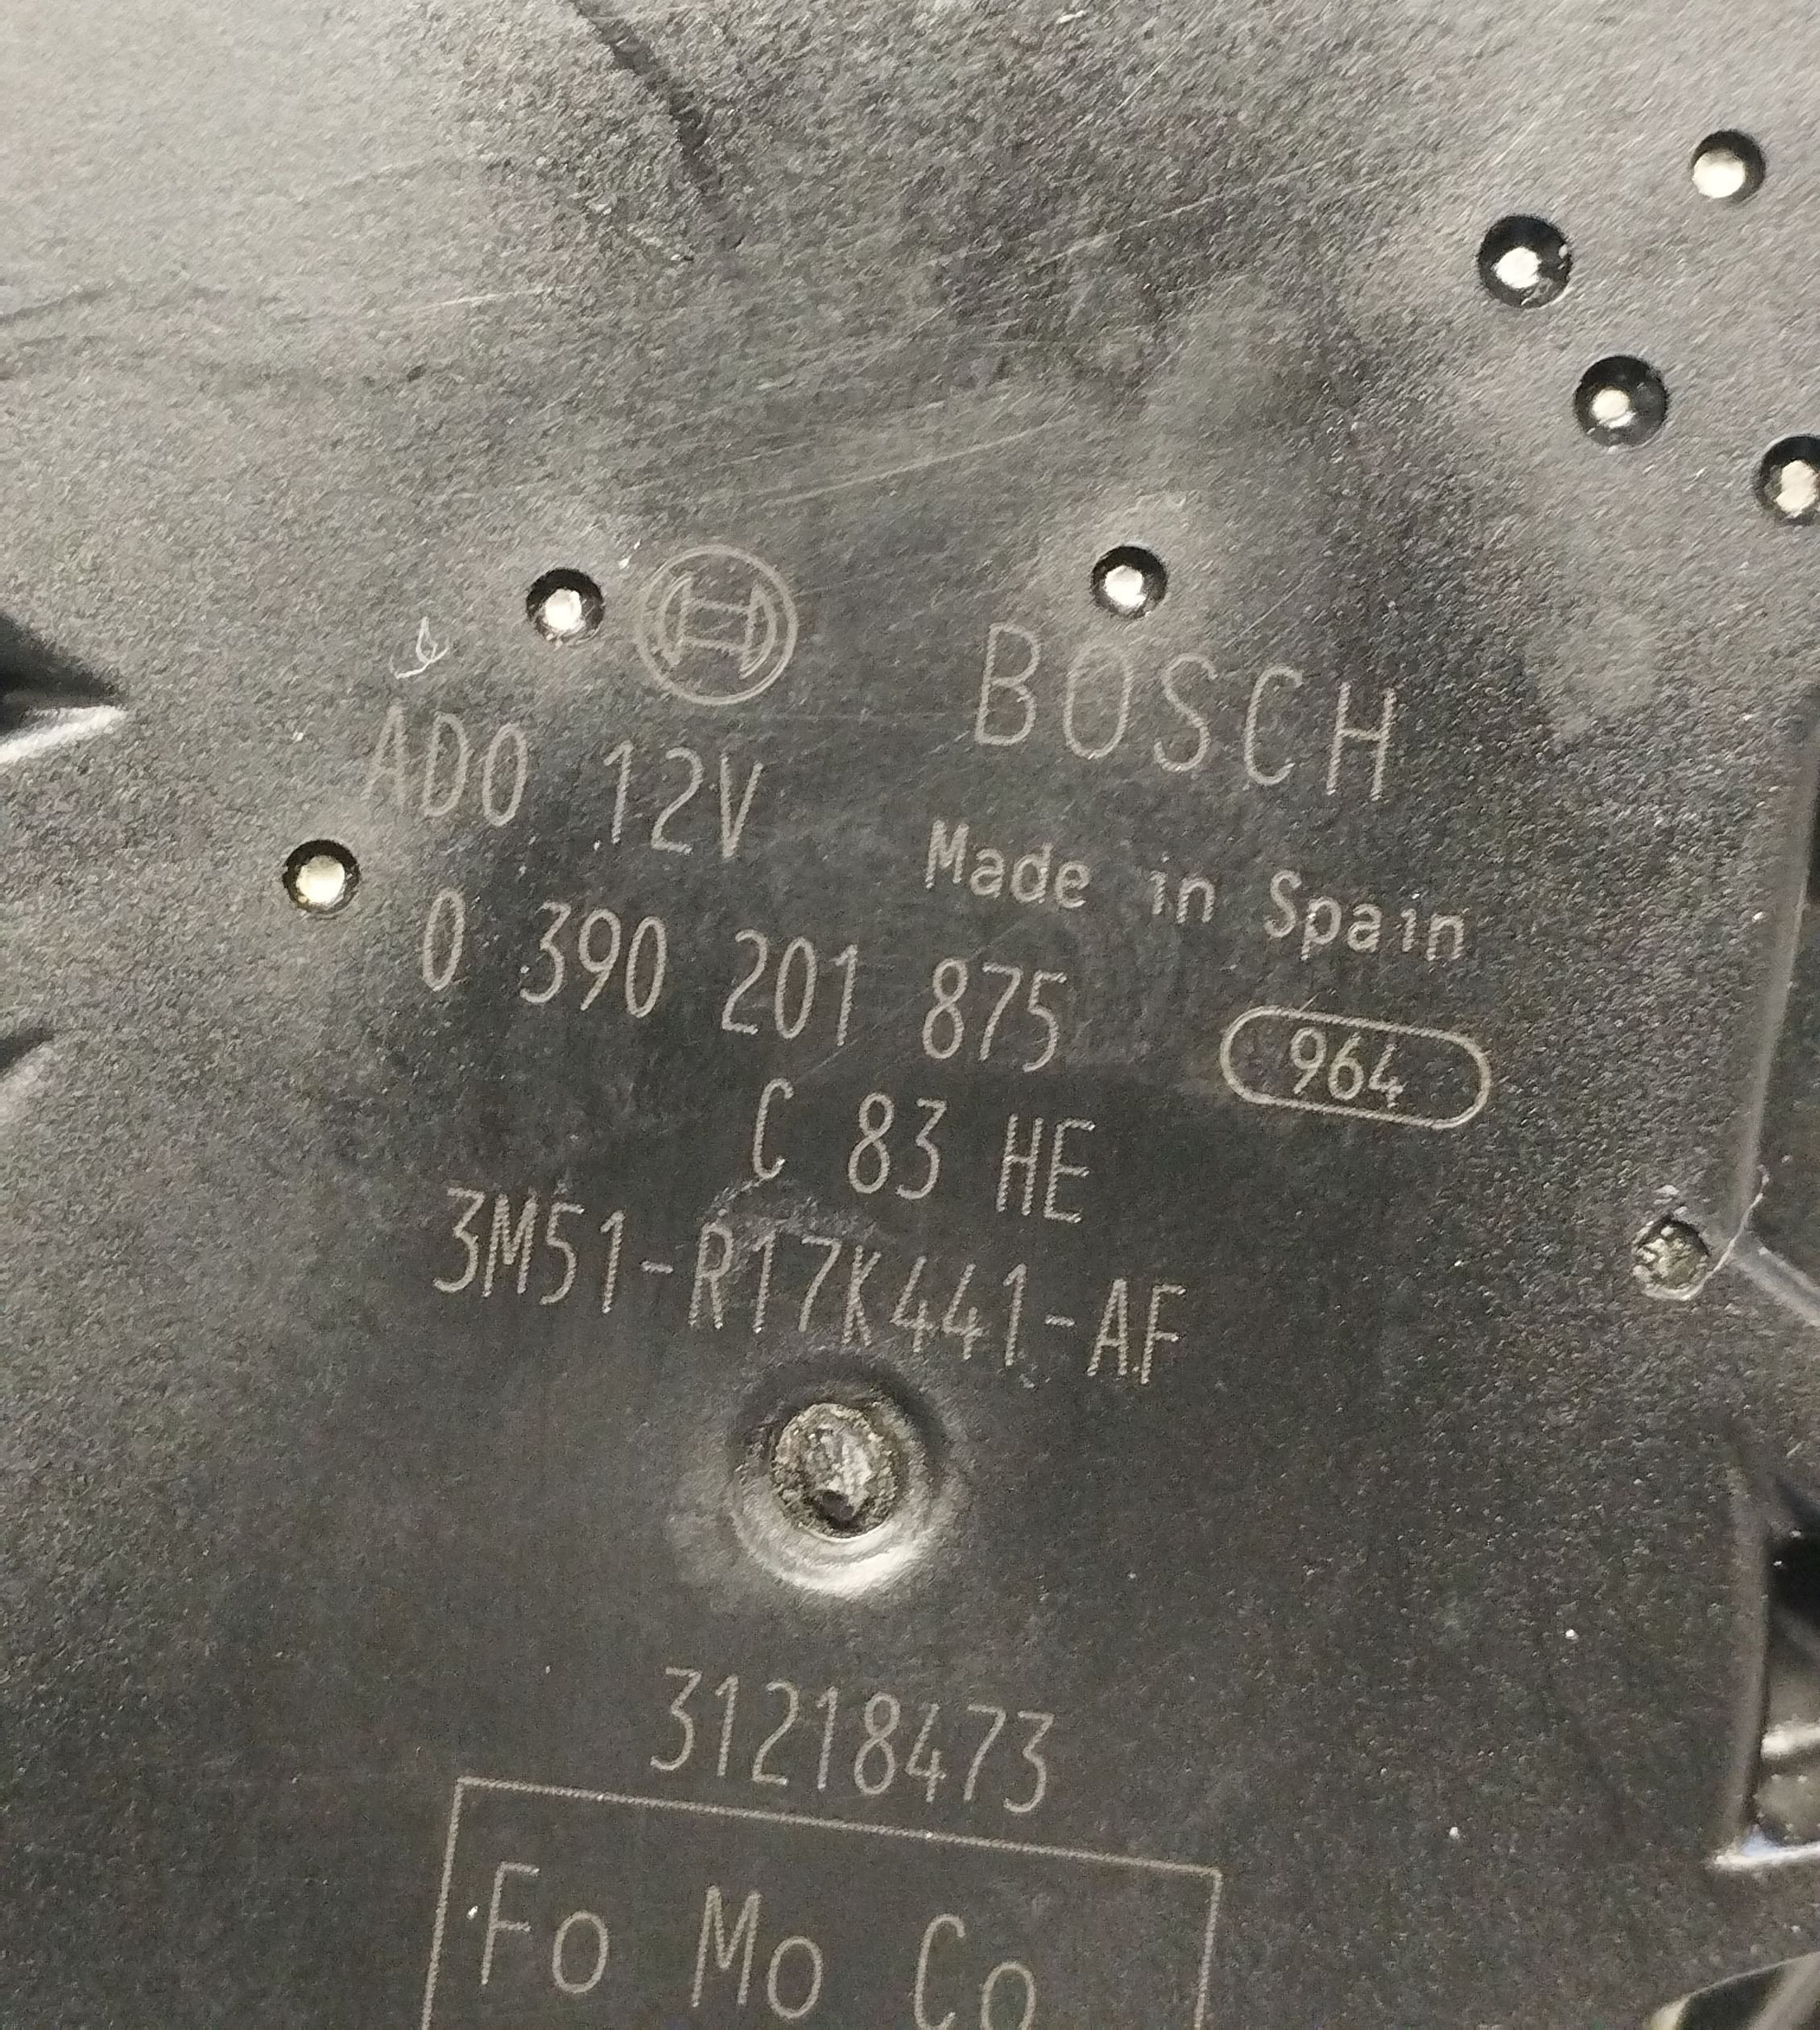 BOSCH
ADO 12V
Made in Spain
0 390 201 875
964
C 83 HE
3M51-R17K441-AF
31218473
Fo Mo Co